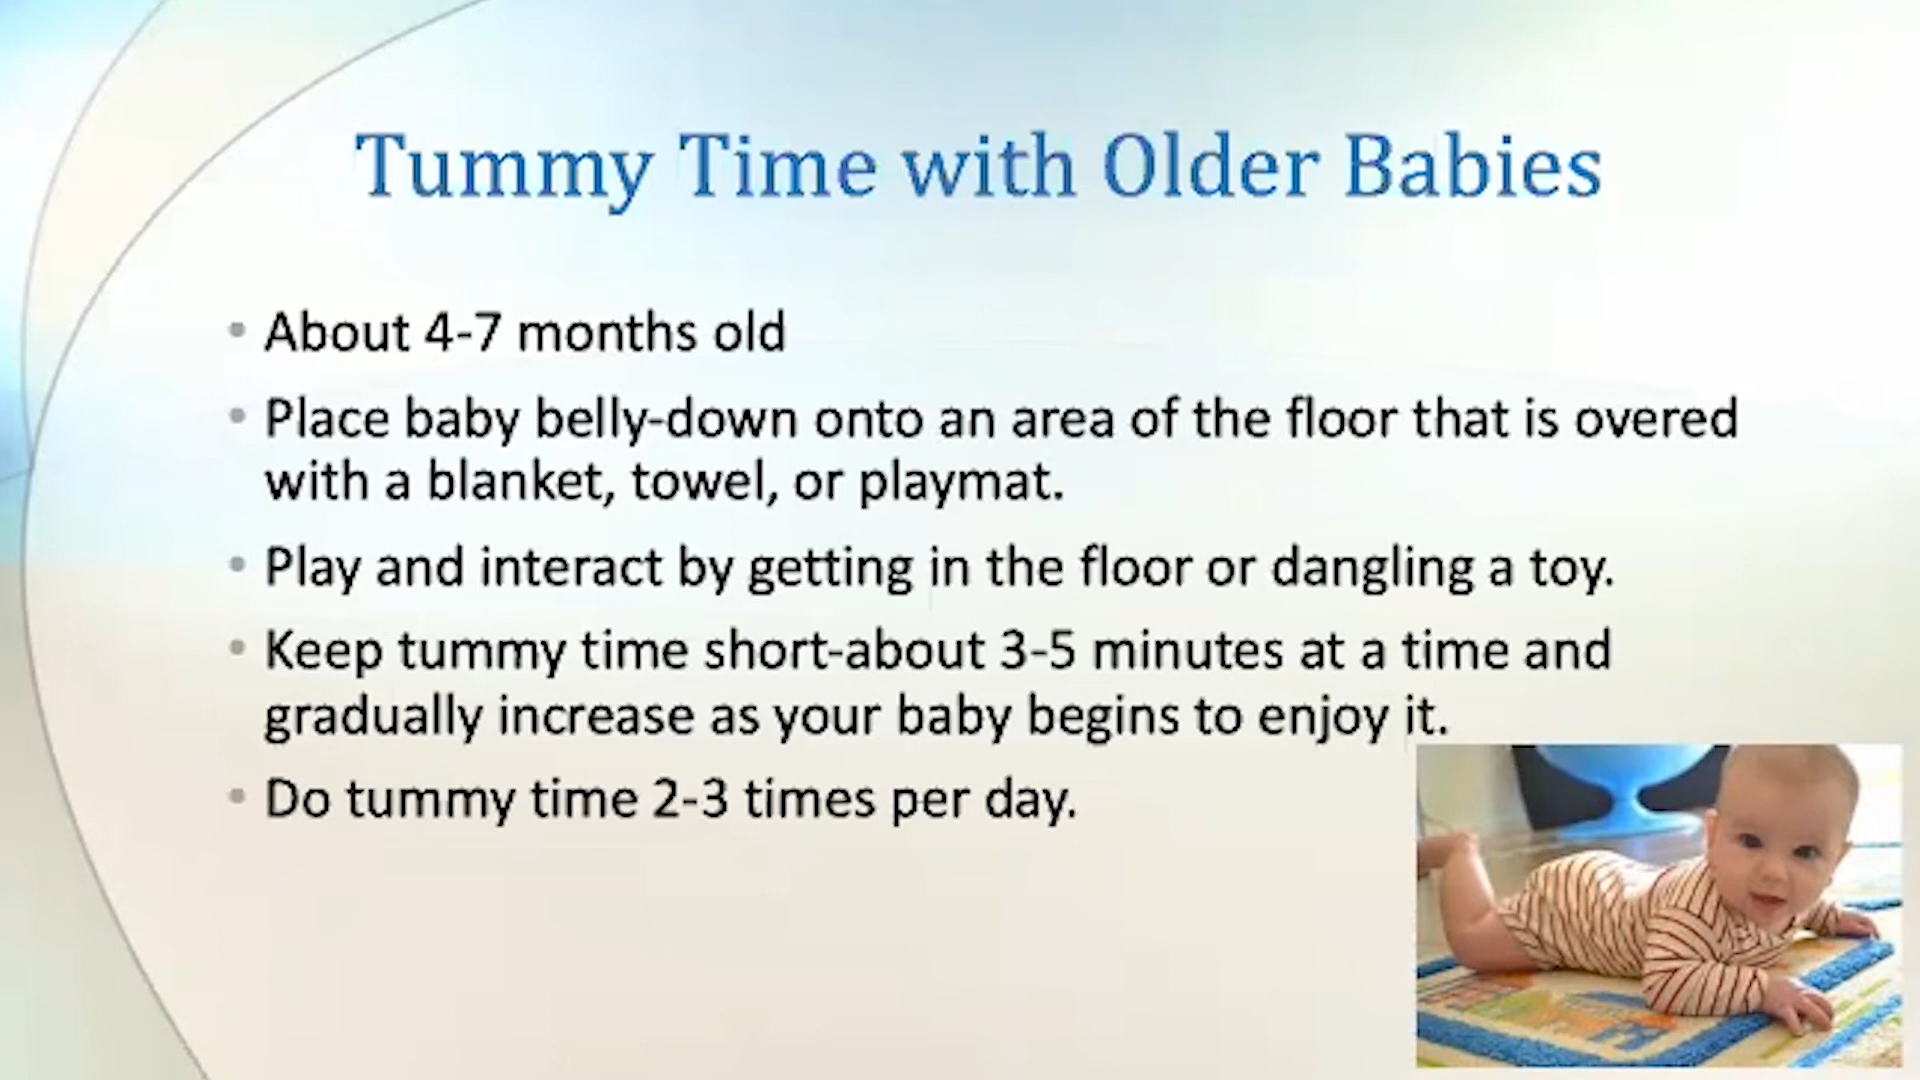 Tummy Time with Older Babies
• About 4-7 months old
• Place baby belly-down onto an area of the floor that is overed
with a blanket, towel, or playmat.
• Play and interact by getting in the floor or dangling a toy.
• Keep tummy time short-about 3-5 minutes at a time and
gradually increase as your baby begins to enjoy it.
• Do tummy time 2-3 times per day.